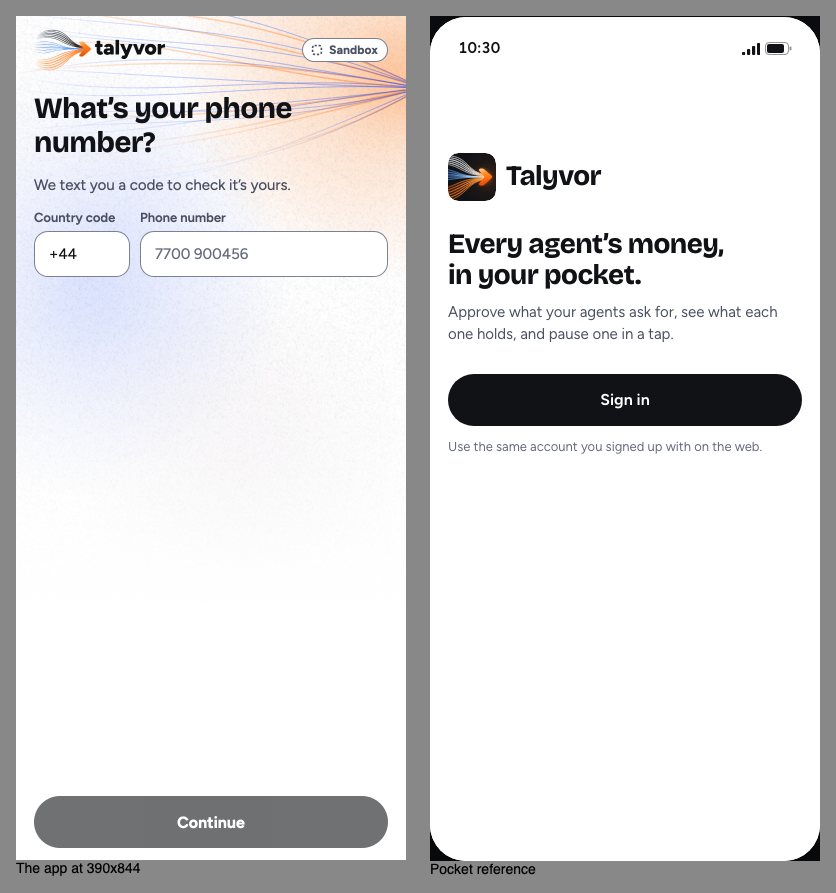 talyvor
Sandbox
What's your phone
number?
We text you a code to check it's yours.
Country code
Phone number
+44
7700 900456
Continue
The app at 390x844
10:30
Talyvor
Every agent's money,
in your pocket.
Approve what your agents ask for, see what each
one holds, and pause one in a tap.
Sign in
Use the same account you signed up with on the web.
Pocket reference